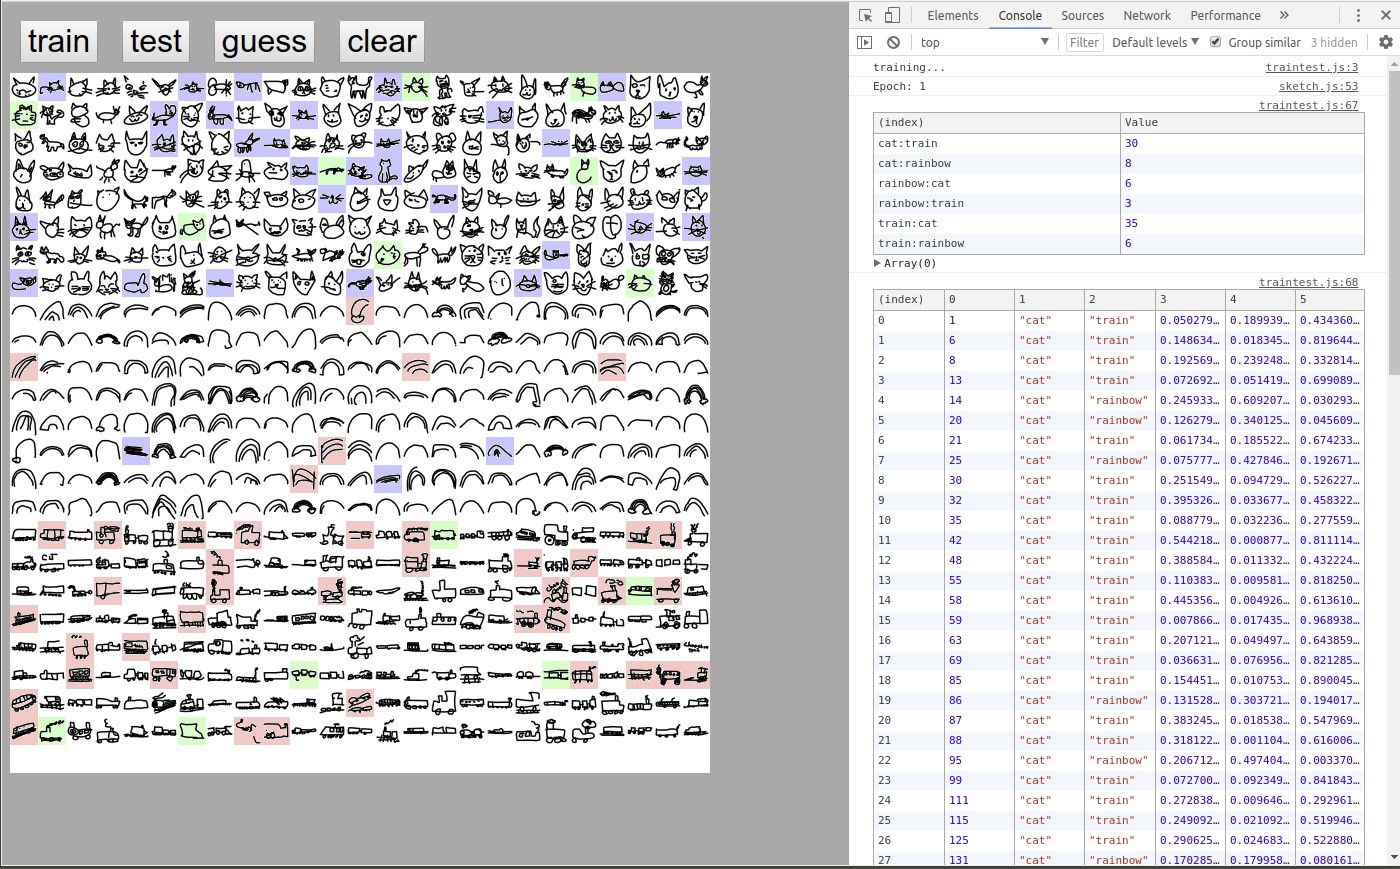 train test guess clear
Elements Console Sources Network Performance »
top Filter Default levels Group similar 3 hidden
training... traintest.js:3
Epoch: 1 sketch.js:53
traintest.js:67
(index) Value
cat:train 30
cat:rainbow 8
rainbow:cat 6
rainbow:train 3
train:cat 35
train:rainbow 6
Array(0)
traintest.js:68
(index) 0 1 2 3 4 5
0 1 "cat" "train" 0.050279… 0.189939… 0.434360…
1 6 "cat" "train" 0.148634… 0.018345… 0.819644…
2 8 "cat" "train" 0.192569… 0.239248… 0.332814…
3 13 "cat" "train" 0.072692… 0.051419… 0.699089…
4 14 "cat" "rainbow" 0.245933… 0.609207… 0.030293…
5 20 "cat" "rainbow" 0.126279… 0.340125… 0.045609…
6 21 "cat" "train" 0.061734… 0.185522… 0.674233…
7 25 "cat" "rainbow" 0.075777… 0.427846… 0.192671…
8 30 "cat" "train" 0.251549… 0.094729… 0.526227…
9 32 "cat" "train" 0.395326… 0.033677… 0.458322…
10 35 "cat" "train" 0.088779… 0.032236… 0.277559…
11 42 "cat" "train" 0.544218… 0.000877… 0.811114…
12 48 "cat" "train" 0.388584… 0.011332… 0.432224…
13 55 "cat" "train" 0.110383… 0.009581… 0.818250…
14 58 "cat" "train" 0.445356… 0.004926… 0.613610…
15 59 "cat" "train" 0.007866… 0.017435… 0.968938…
16 63 "cat" "train" 0.207121… 0.049497… 0.643859…
17 69 "cat" "train" 0.036631… 0.076956… 0.821285…
18 85 "cat" "train" 0.154451… 0.010753… 0.890045…
19 86 "cat" "rainbow" 0.131528… 0.303721… 0.194017…
20 87 "cat" "train" 0.383245… 0.018538… 0.547969…
21 88 "cat" "train" 0.318122… 0.001104… 0.616006…
22 95 "cat" "rainbow" 0.206712… 0.497404… 0.003370…
23 99 "cat" "train" 0.072700… 0.092349… 0.841843…
24 111 "cat" "train" 0.272838… 0.009646… 0.292961…
25 115 "cat" "train" 0.249092… 0.021092… 0.519946…
26 125 "cat" "train" 0.290625… 0.024683… 0.522880…
27 131 "cat" "rainbow" 0.170285… 0.179958… 0.080161…